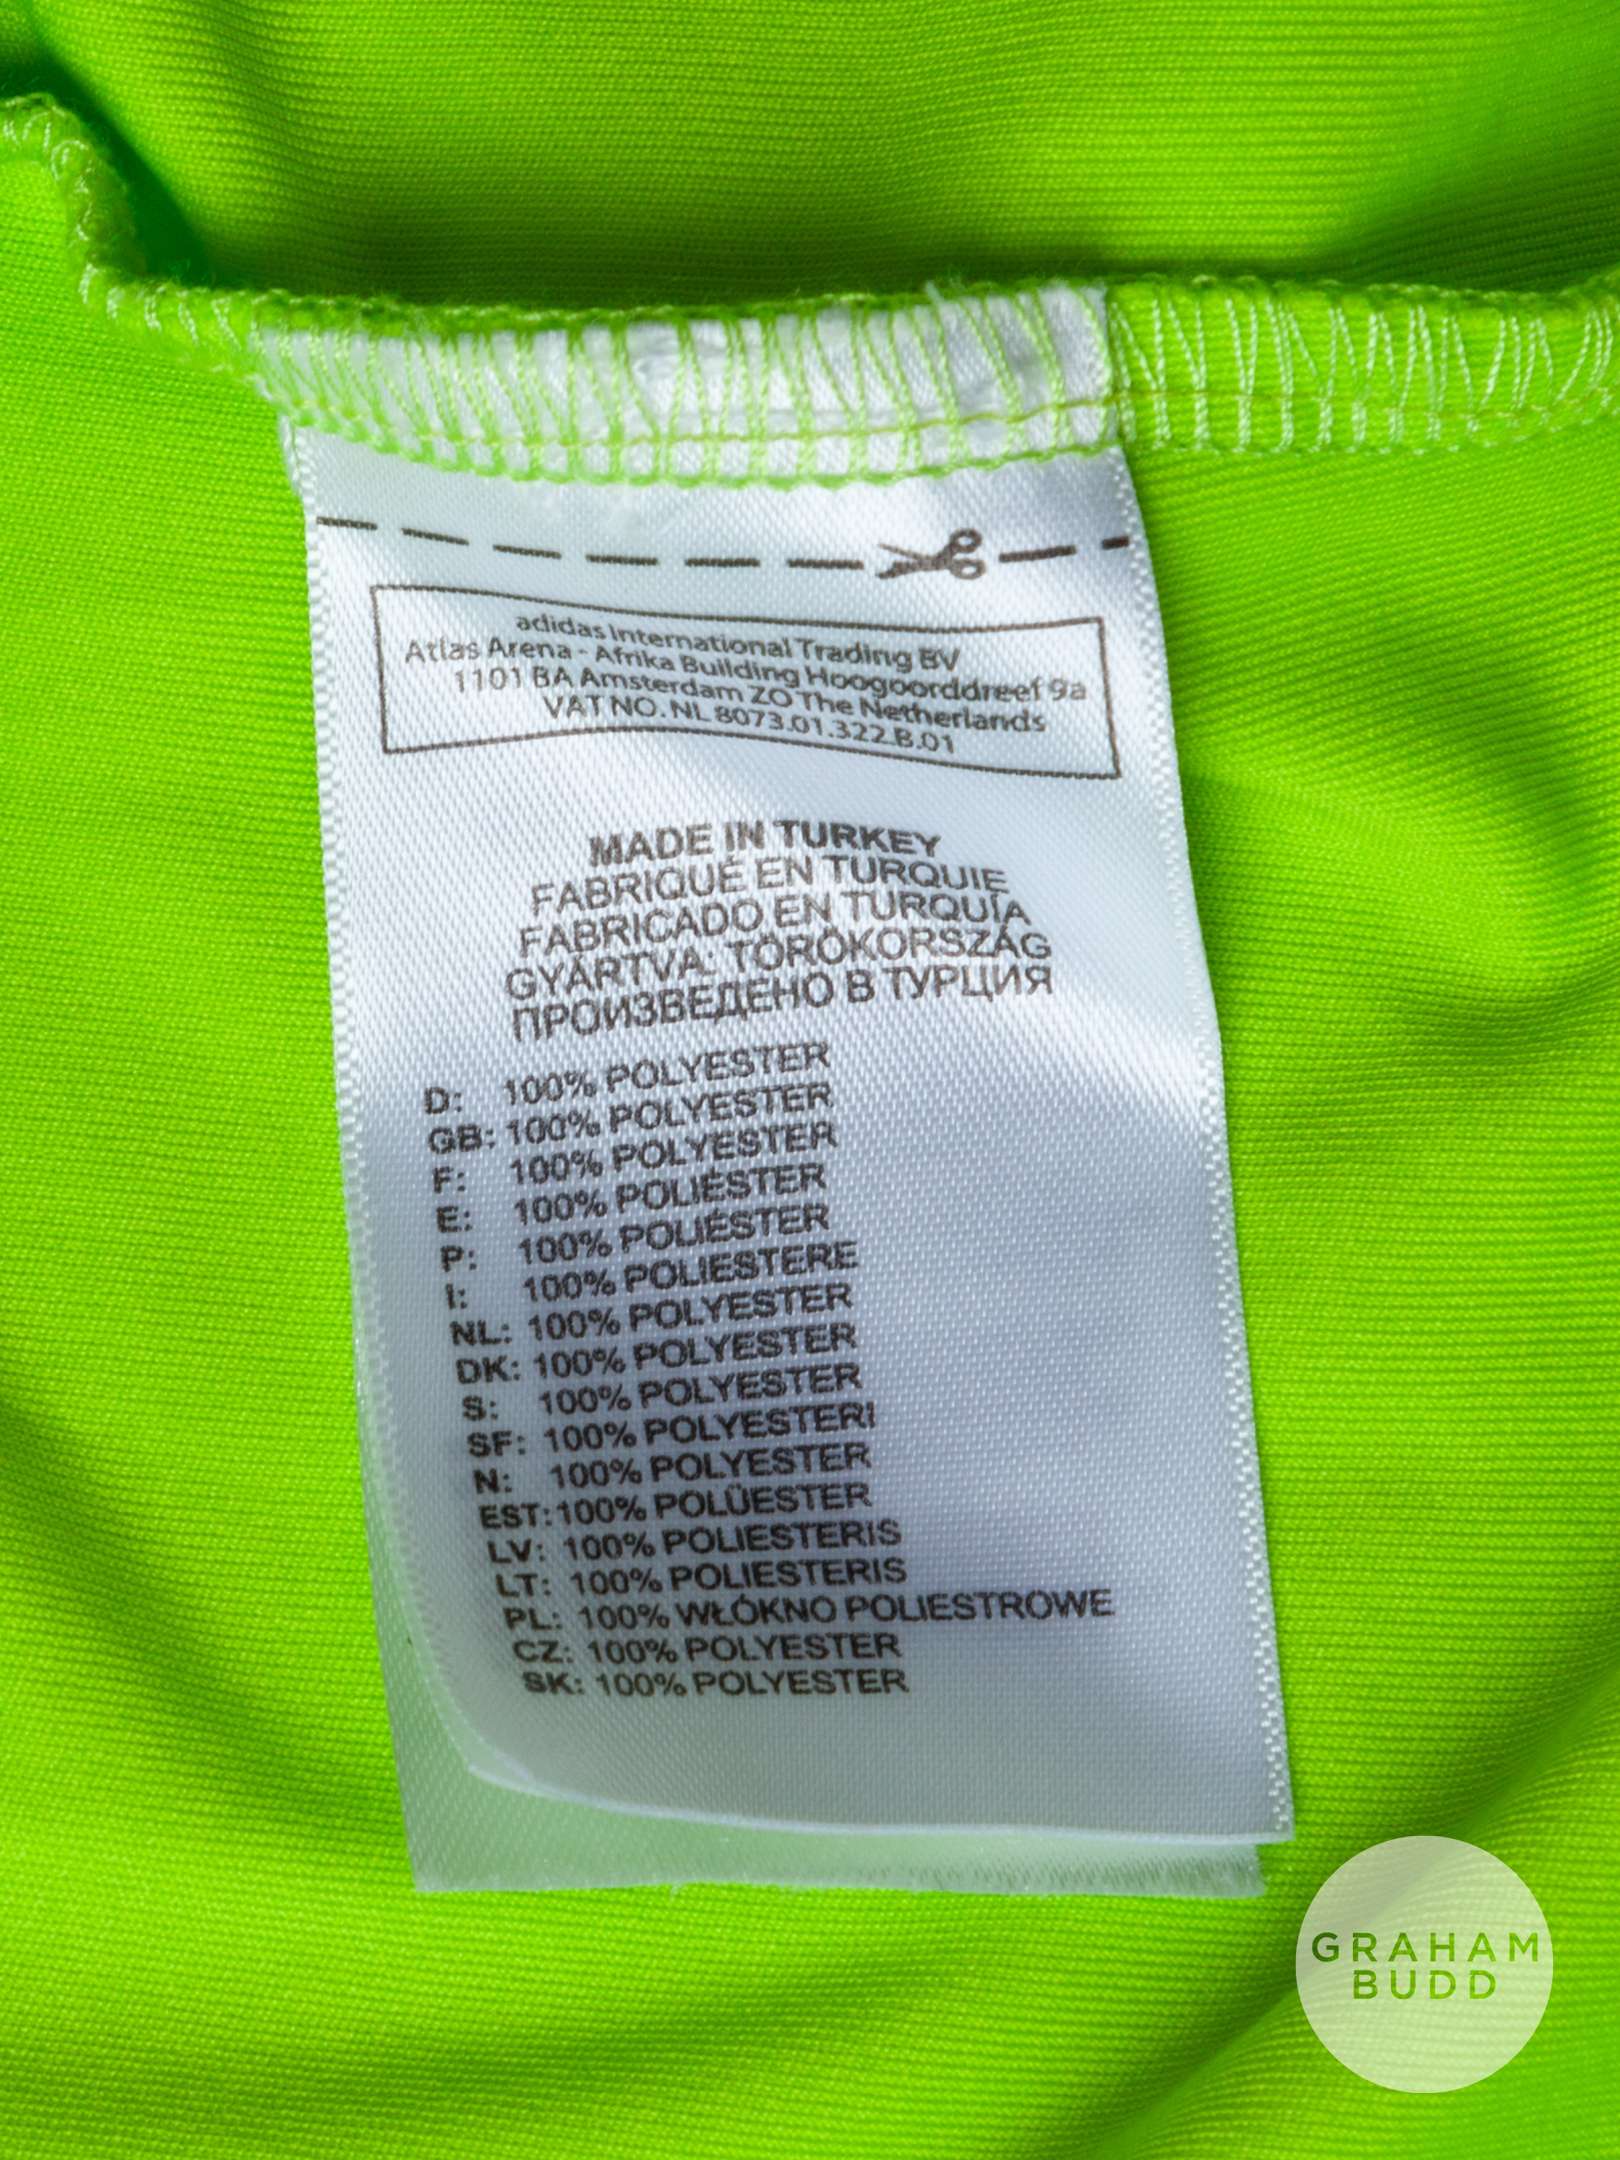 adidas International Trading BV
Atlas Arena - Afrika Building Hoogoorddreef 9a
1101 BA Amsterdam ZO The Netherlands
VAT NO. NL 8073.01.322.B.01
MADE IN TURKEY
FABRIQUÉ EN TURQUIE
FABRICADO EN TURQUÍA
GYÁRTVA: TÖRÖKORSZÁG
ПРОИЗВЕДЕНО В ТУРЦИЯ
D: 100% POLYESTER
GB: 100% POLYESTER
F: 100% POLYESTER
E: 100% POLIÉSTER
P: 100% POLIÉSTER
I: 100% POLIESTERE
NL: 100% POLYESTER
DK: 100% POLYESTER
S: 100% POLYESTER
SF: 100% POLYESTERI
N: 100% POLYESTER
EST: 100% POLÜESTER
LV: 100% POLIESTERIS
LT: 100% POLIESTERIS
PL: 100% WŁÓKNO POLIESTROWE
CZ: 100% POLYESTER
SK: 100% POLYESTER
GRAHAM
BUDD